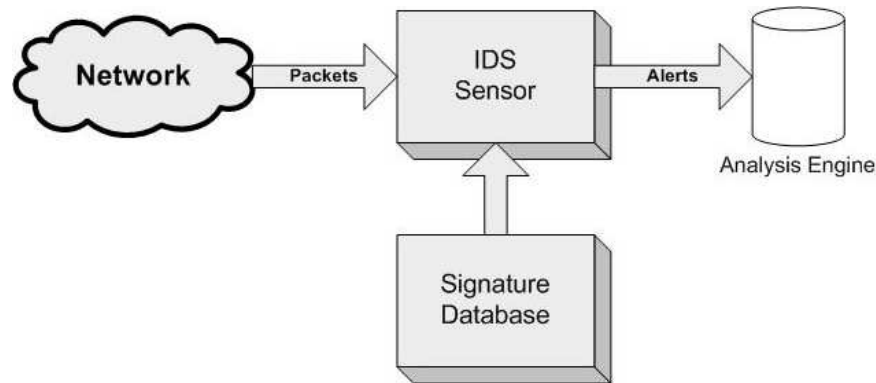 Network
Packets
IDS
Sensor
Alerts
Analysis Engine
Signature
Database